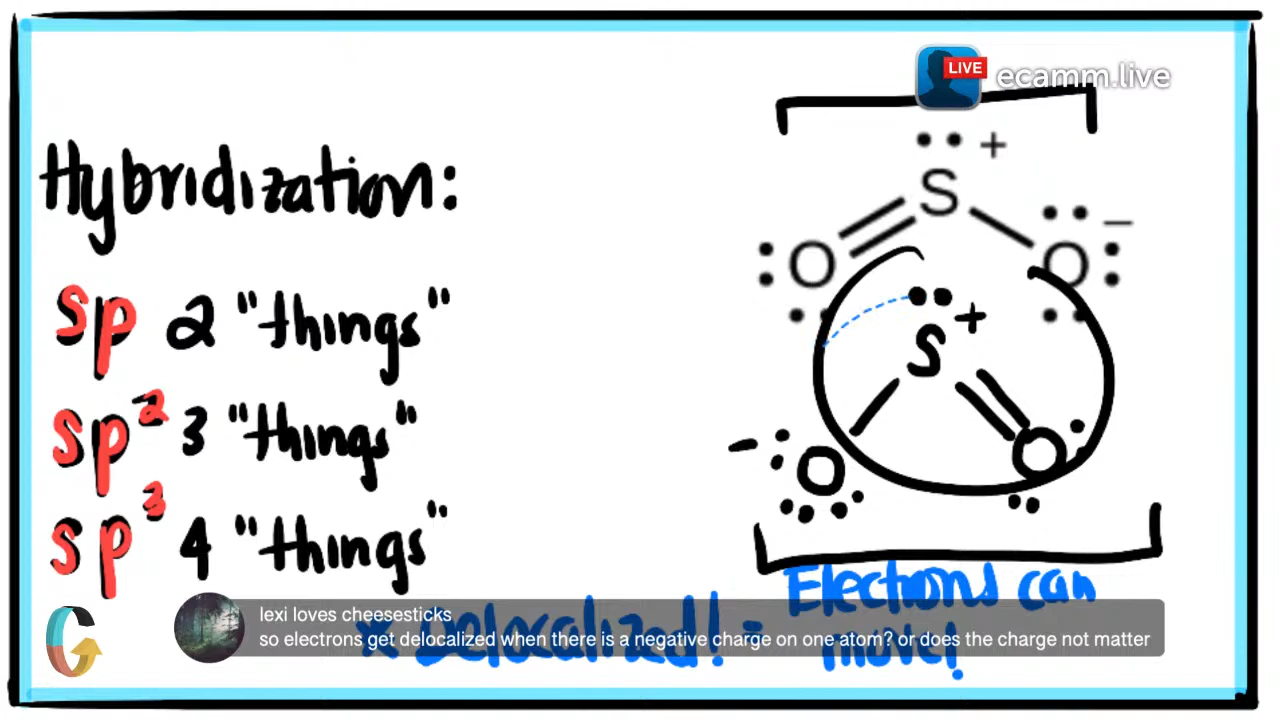 LIVE ecamm.live
Hybridization:
sp 2 "things"
sp² 3 "things"
sp³ 4 "things"
S +
O O −
S +
− O O
Electrons can
Delocalized! = move!
lexi loves cheesesticks
so electrons get delocalized when there is a negative charge on one atom? or does the charge not matter